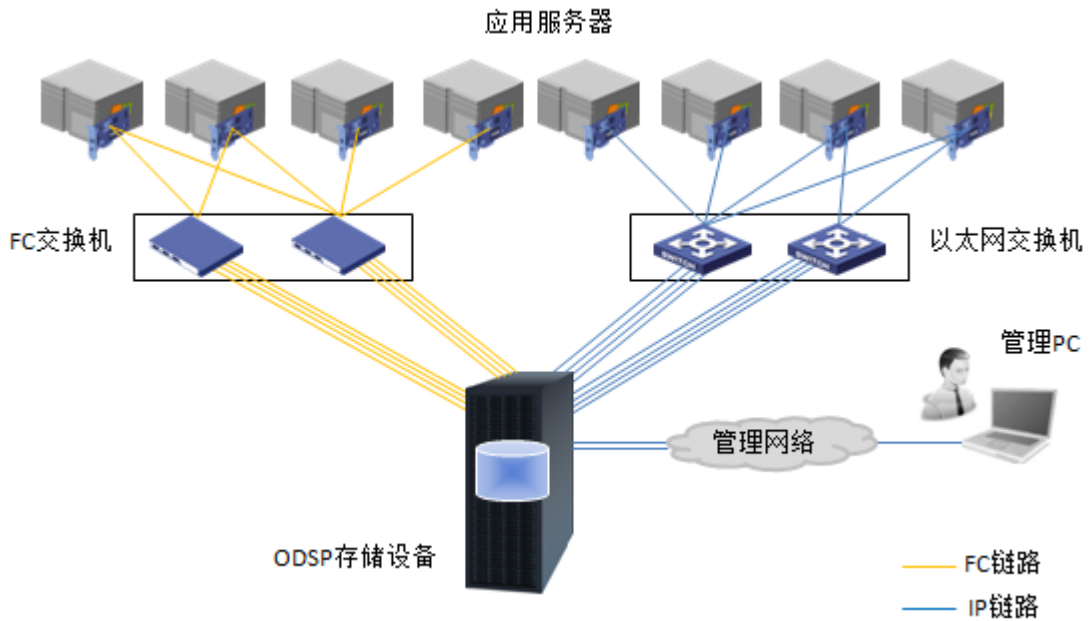 应用服务器
FC交换机
SWITCH
SWITCH
以太网交换机
管理PC
管理网络
ODSP存储设备
FC链路
IP链路